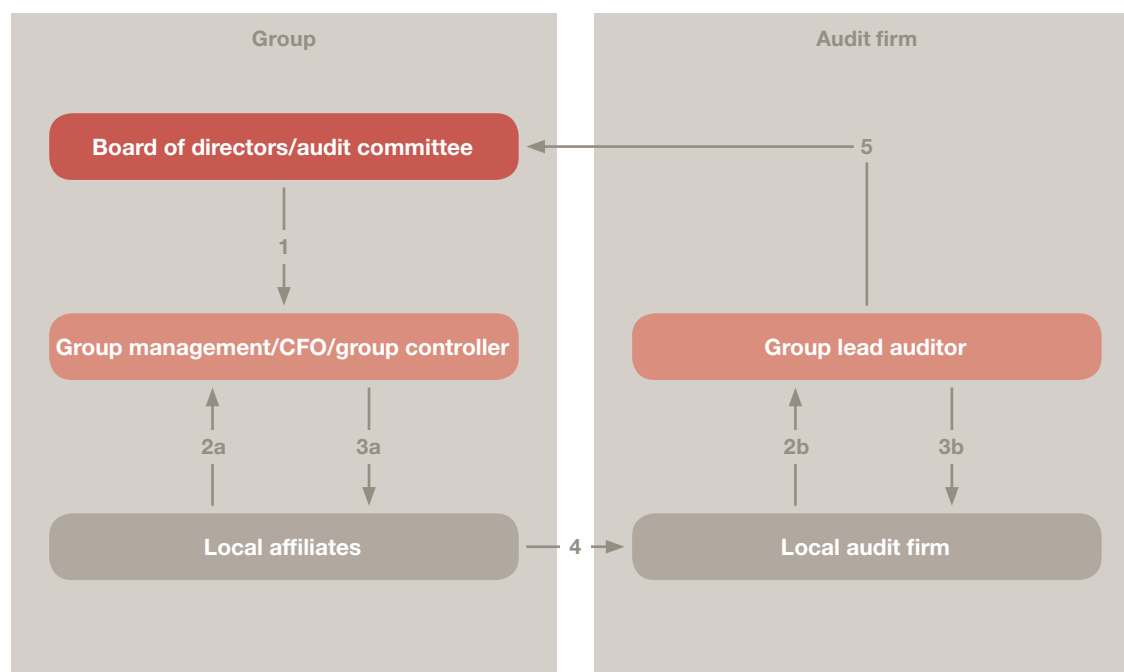 Group
Audit firm
Board of directors/audit committee
5
1
Group management/CFO/group controller
Group lead auditor
2a
3a
2b
3b
Local affiliates
4
Local audit firm